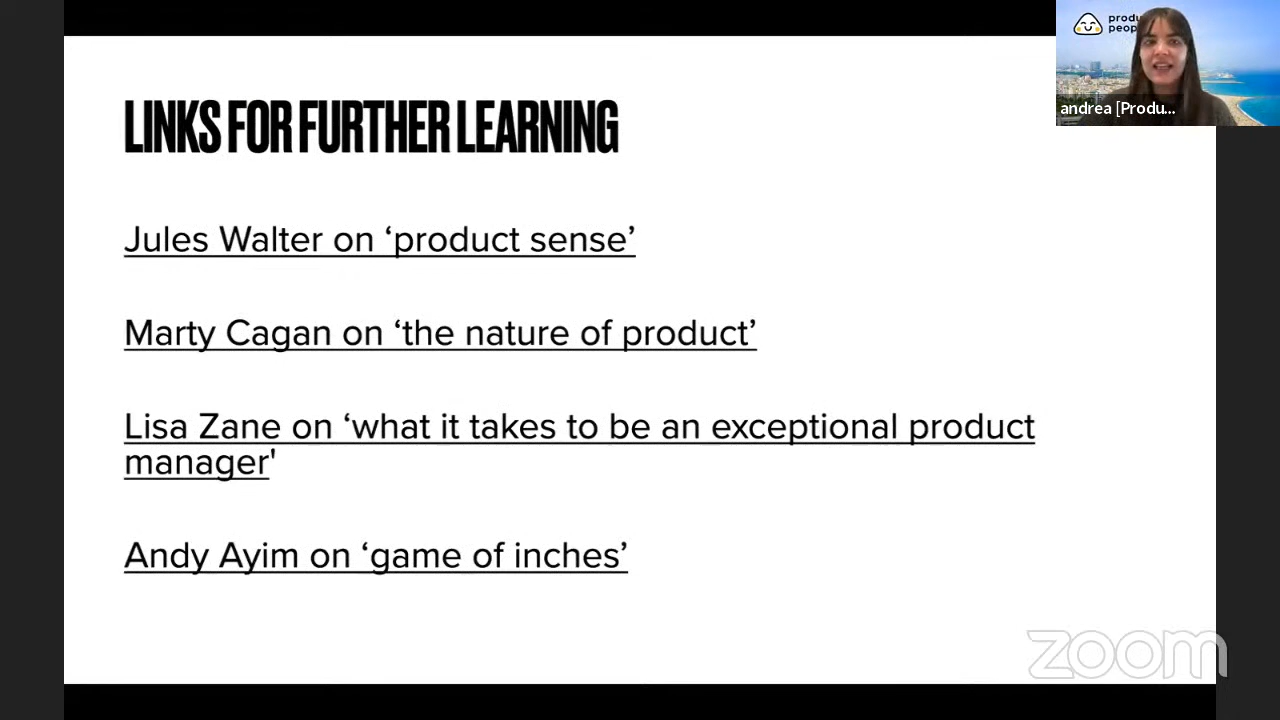 LINKS FOR FURTHER LEARNING
Jules Walter on ‘product sense’
Marty Cagan on ‘the nature of product’
Lisa Zane on ‘what it takes to be an exceptional product
manager'
Andy Ayim on ‘game of inches’
andrea [Produ...
zoom